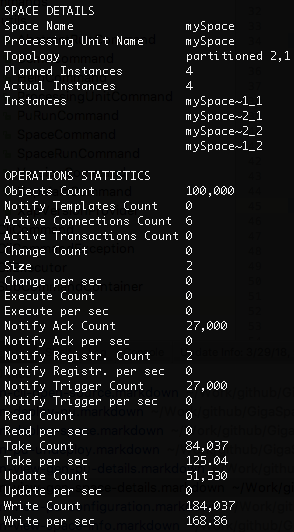 SPACE DETAILS
Space Name mySpace
Processing Unit Name mySpace
Topology partitioned 2,1
Planned Instances 4
Actual Instances 4
Instances mySpace~1_1
mySpace~2_1
mySpace~2_2
mySpace~1_2
OPERATIONS STATISTICS
Objects Count 100,000
Notify Templates Count 0
Active Connections Count 6
Active Transactions Count 0
Change Count 0
Size 2
Change per sec 0
Execute Count 0
Execute per sec 0
Notify Ack Count 27,000
Notify Ack per sec 0
Notify Registr. Count 2
Notify Registr. per sec 0
Notify Trigger Count 27,000
Notify Trigger per sec 0
Read Count 0
Read per sec 0
Take Count 84,037
Take per sec 125.04
Update Count 51,530
Update per sec 0
Write Count 184,037
Write per sec 168.86